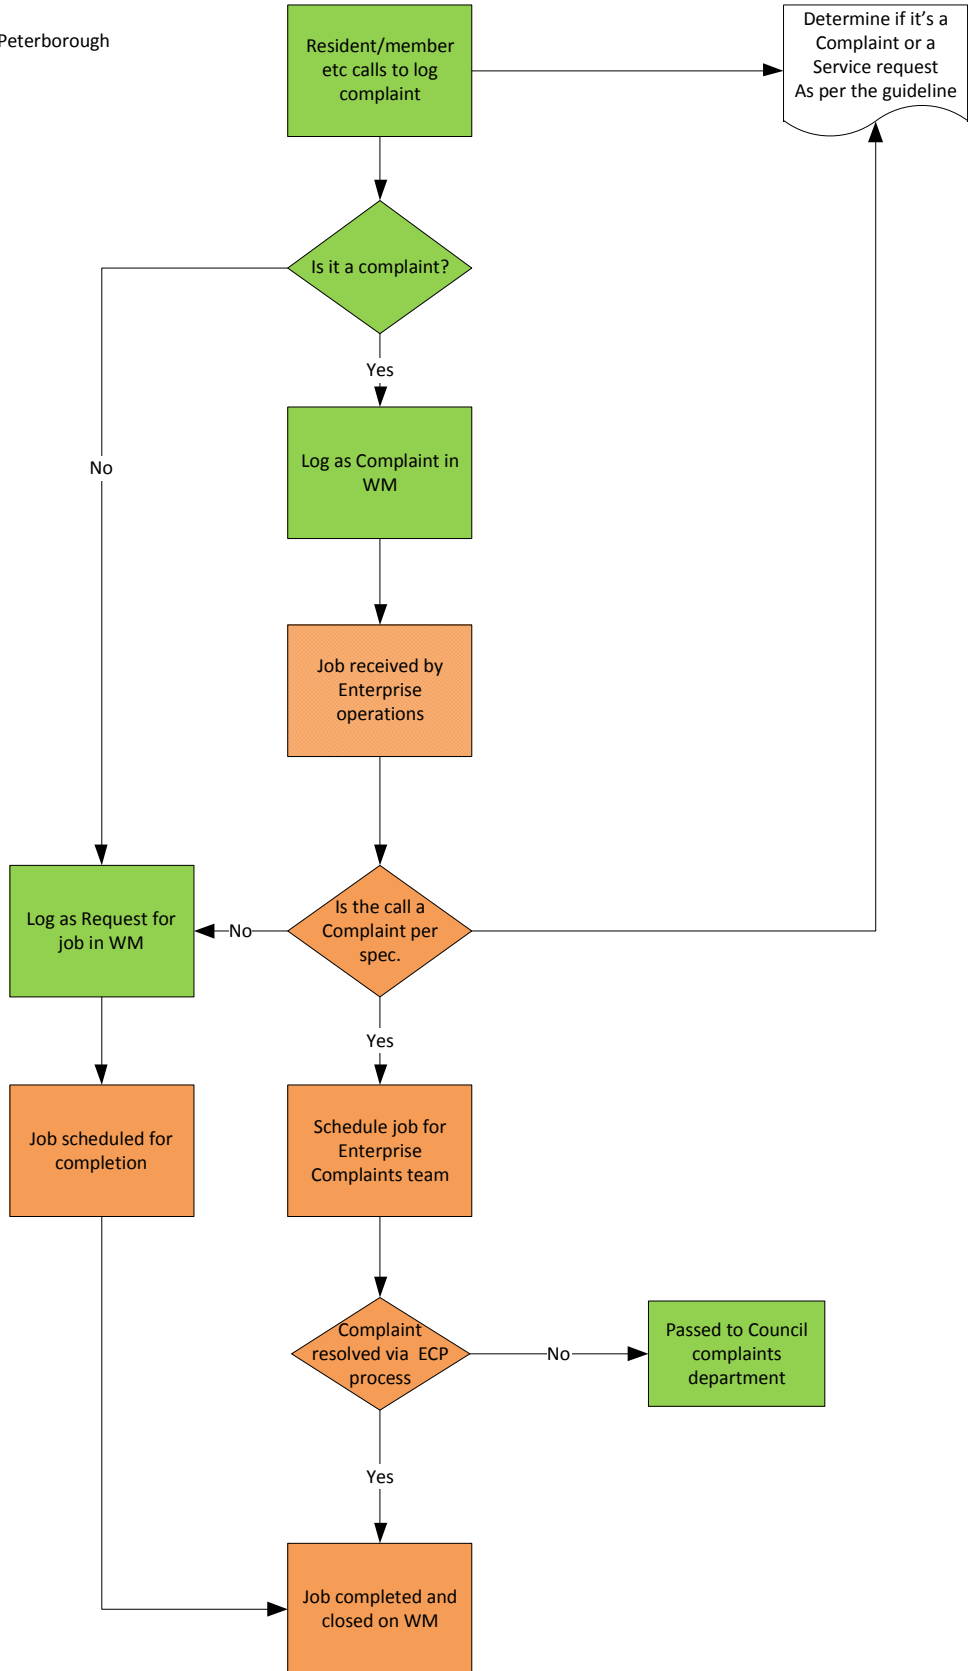 Peterborough
Resident/member
etc calls to log
complaint
Determine if it's a
Complaint or a
Service request
As per the guideline
Is it a complaint?
Yes
No
Log as Complaint in
WM
Job received by
Enterprise
operations
Log as Request for
job in WM
No
Is the call a
Complaint per
spec.
Yes
Job scheduled for
completion
Schedule job for
Enterprise
Complaints team
Complaint
resolved via  ECP
process
No
Passed to Council
complaints
department
Yes
Job completed and
closed on WM